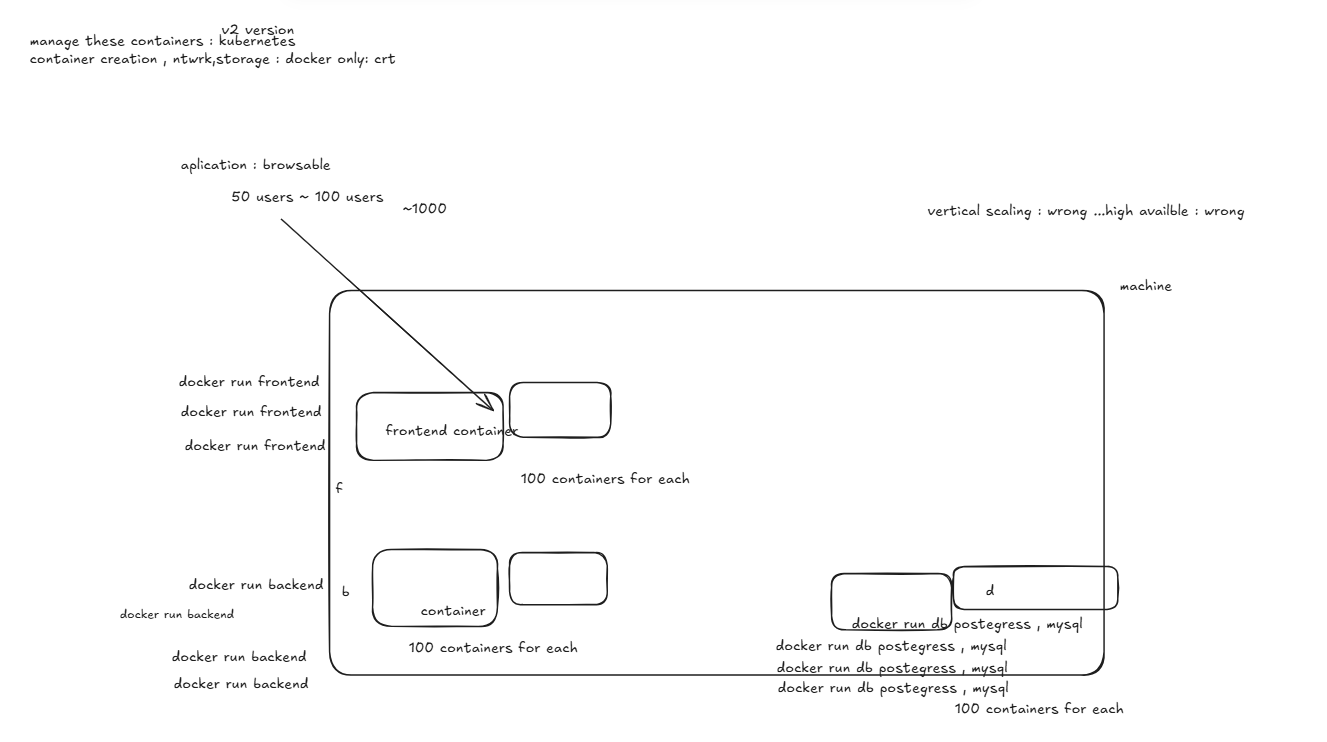 v2 version
manage these containers : kubernetes
container creation , ntwrk,storage : docker only: crt
aplication : browsable
50 users ~ 100 users
~1000
vertical scaling : wrong ...high availble : wrong
machine
docker run frontend
docker run frontend
frontend container
docker run frontend
100 containers for each
f
docker run backend
b
d
container
docker run backend
docker run db postegress , mysql
docker run db postegress , mysql
100 containers for each
docker run backend
docker run db postegress , mysql
docker run backend
docker run db postegress , mysql
100 containers for each